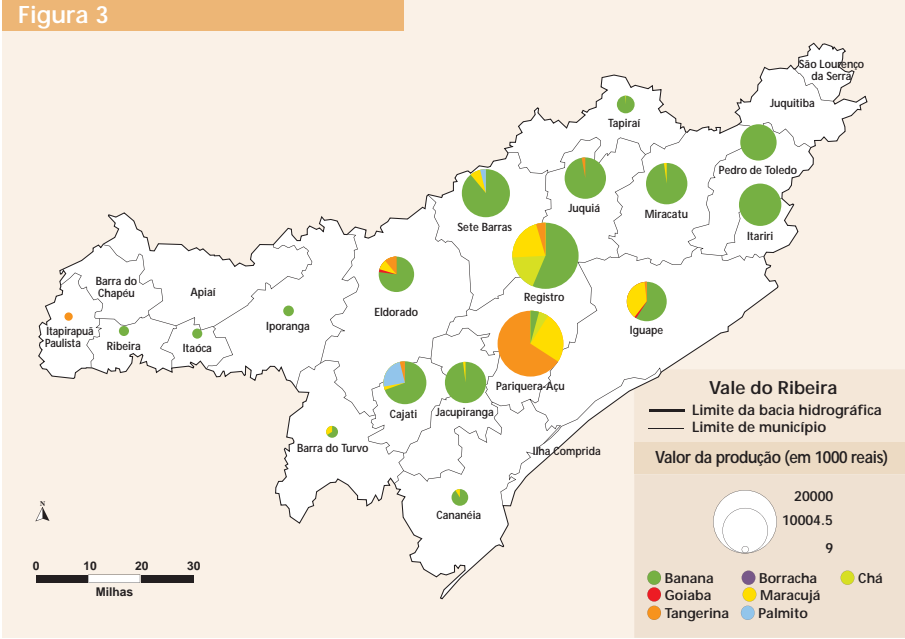 Figura 3
São Lourenço
da Serra
Juquitiba
Tapiraí
Pedro de Toledo
Juquiá
Miracatu
Sete Barras
Itariri
Barra do
Chapéu
Apiaí
Registro
Eldorado
Iporanga
Iguape
Itapirapuã
Paulista
Ribeira
Itaóca
Pariquera-Açu
Cajati
Jacupiranga
Barra do Turvo
Ilha Comprida
Cananéia
N
0 10 20 30
Milhas
Vale do Ribeira
Limite da bacia hidrográfica
Limite de município
Valor da produção (em 1000 reais)
20000
10004.5
9
Banana
Borracha
Chá
Goiaba
Maracujá
Tangerina
Palmito